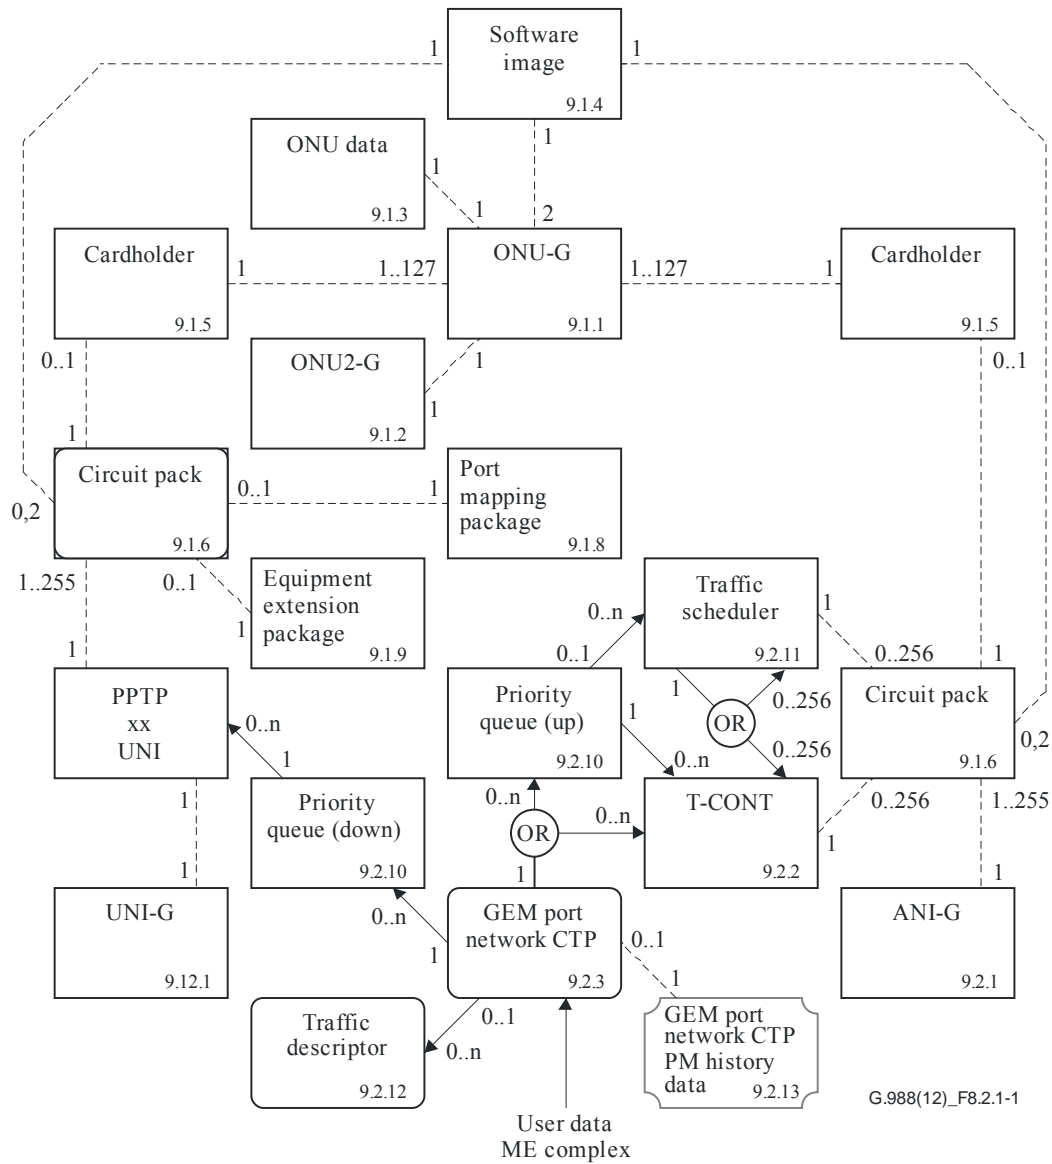 1
Software
image
9.1.4
1
1
ONU data
9.1.3
1
1
2
Cardholder
9.1.5
1
1..127
ONU-G
9.1.1
1..127
1
Cardholder
9.1.5
0..1
ONU2-G
9.1.2
1
1
0..1
1
Circuit pack
9.1.6
0,2
0..1
1
Port
mapping
package
9.1.8
1..255
0..1
1
Equipment
extension
package
9.1.9
0..n
0..1
Traffic
scheduler
9.2.11
1
0..256
1
1
PPTP
xx
UNI
0..n
1
Priority
queue (up)
9.2.10
1
0..n
1
OR
0..256
0..256
Circuit pack
9.1.6
0,2
1
Priority
queue (down)
9.2.10
0..n
OR
0..n
1
T-CONT
9.2.2
0..256
1
1..255
1
1
UNI-G
9.12.1
0..n
1
GEM port
network CTP
9.2.3
0..1
1
ANI-G
9.2.1
Traffic
descriptor
9.2.12
0..1
0..n
GEM port
network CTP
PM history
data
9.2.13
User data
ME complex
G.988(12)_F8.2.1-1